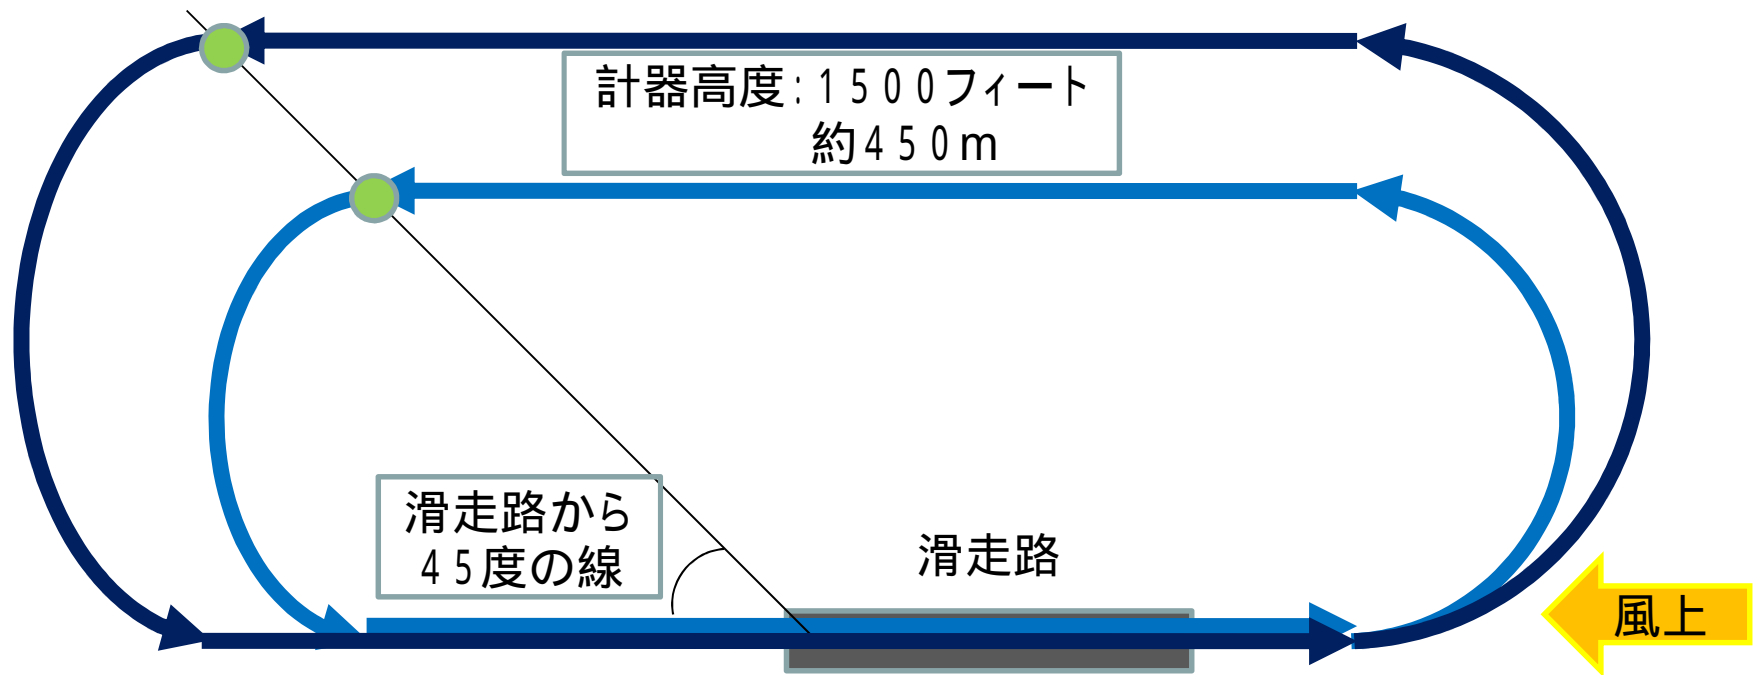 計器高度：１５００フィート
約４５０ｍ
滑走路から
４５度の線
滑走路
風上